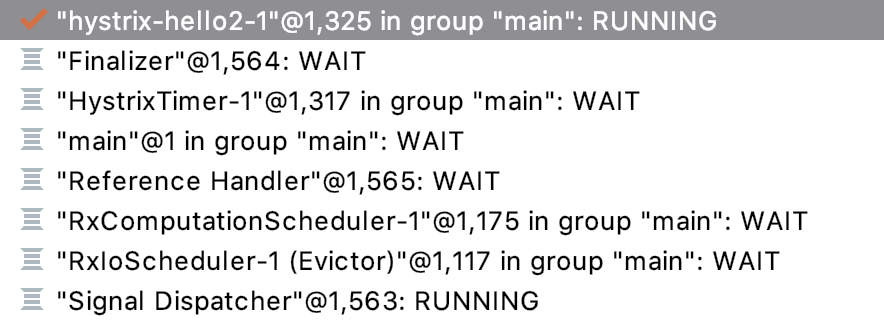 "hystrix-hello2-1"@1,325 in group "main": RUNNING
"Finalizer"@1,564: WAIT
"HystrixTimer-1"@1,317 in group "main": WAIT
"main"@1 in group "main": WAIT
"Reference Handler"@1,565: WAIT
"RxComputationScheduler-1"@1,175 in group "main": WAIT
"RxIoScheduler-1 (Evictor)"@1,117 in group "main": WAIT
"Signal Dispatcher"@1,563: RUNNING